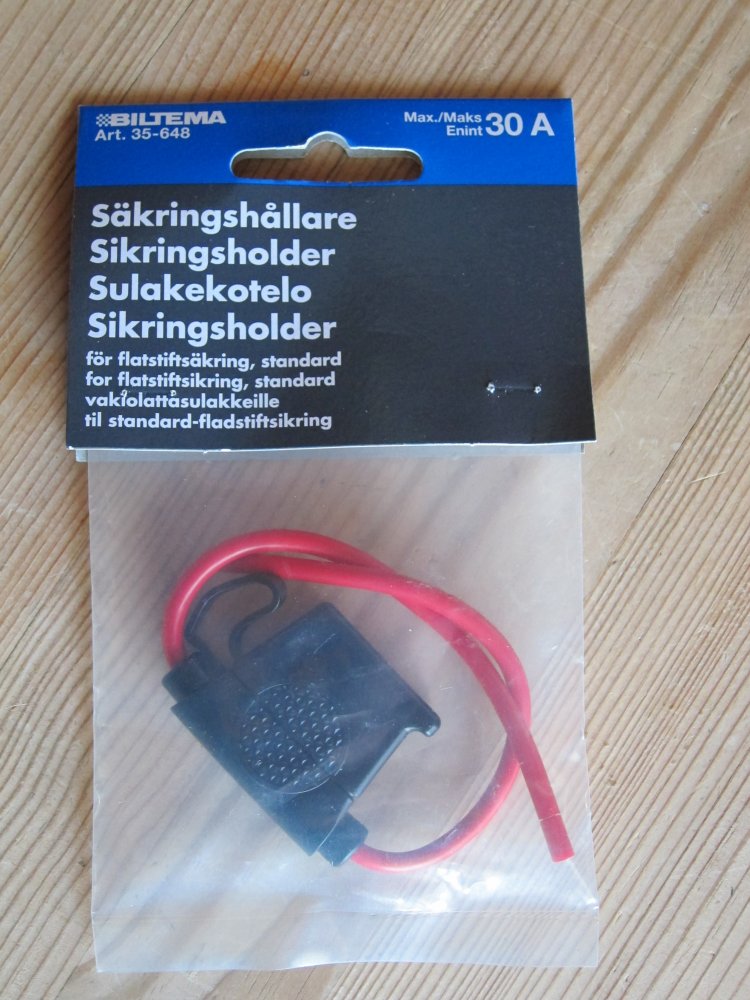 BILTEMA
Art. 35-648
Max./Maks
Enint 30 A
Säkringshållare
Sikringsholder
Sulakekotelo
Sikringsholder
för flatstiftsäkring, standard
for flatstiftsikring, standard
vakiolattasulakkeille
til standard-fladstiftsikring